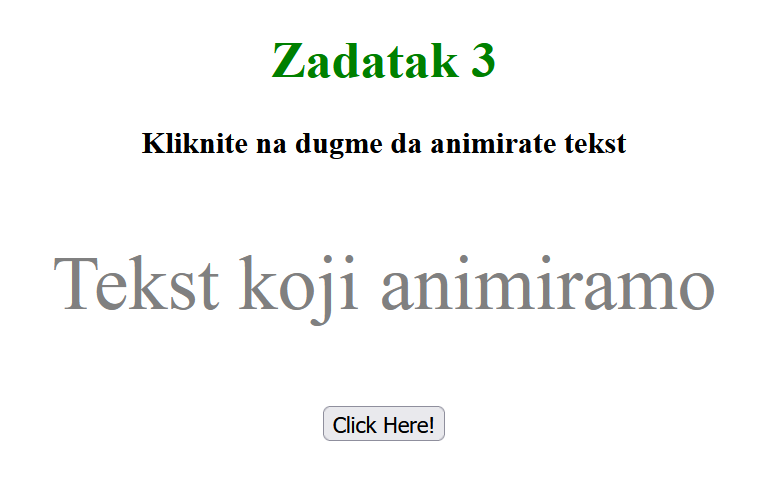 Zadatak 3
Kliknite na dugme da animirate tekst
Tekst koji animiramo
Click Here!